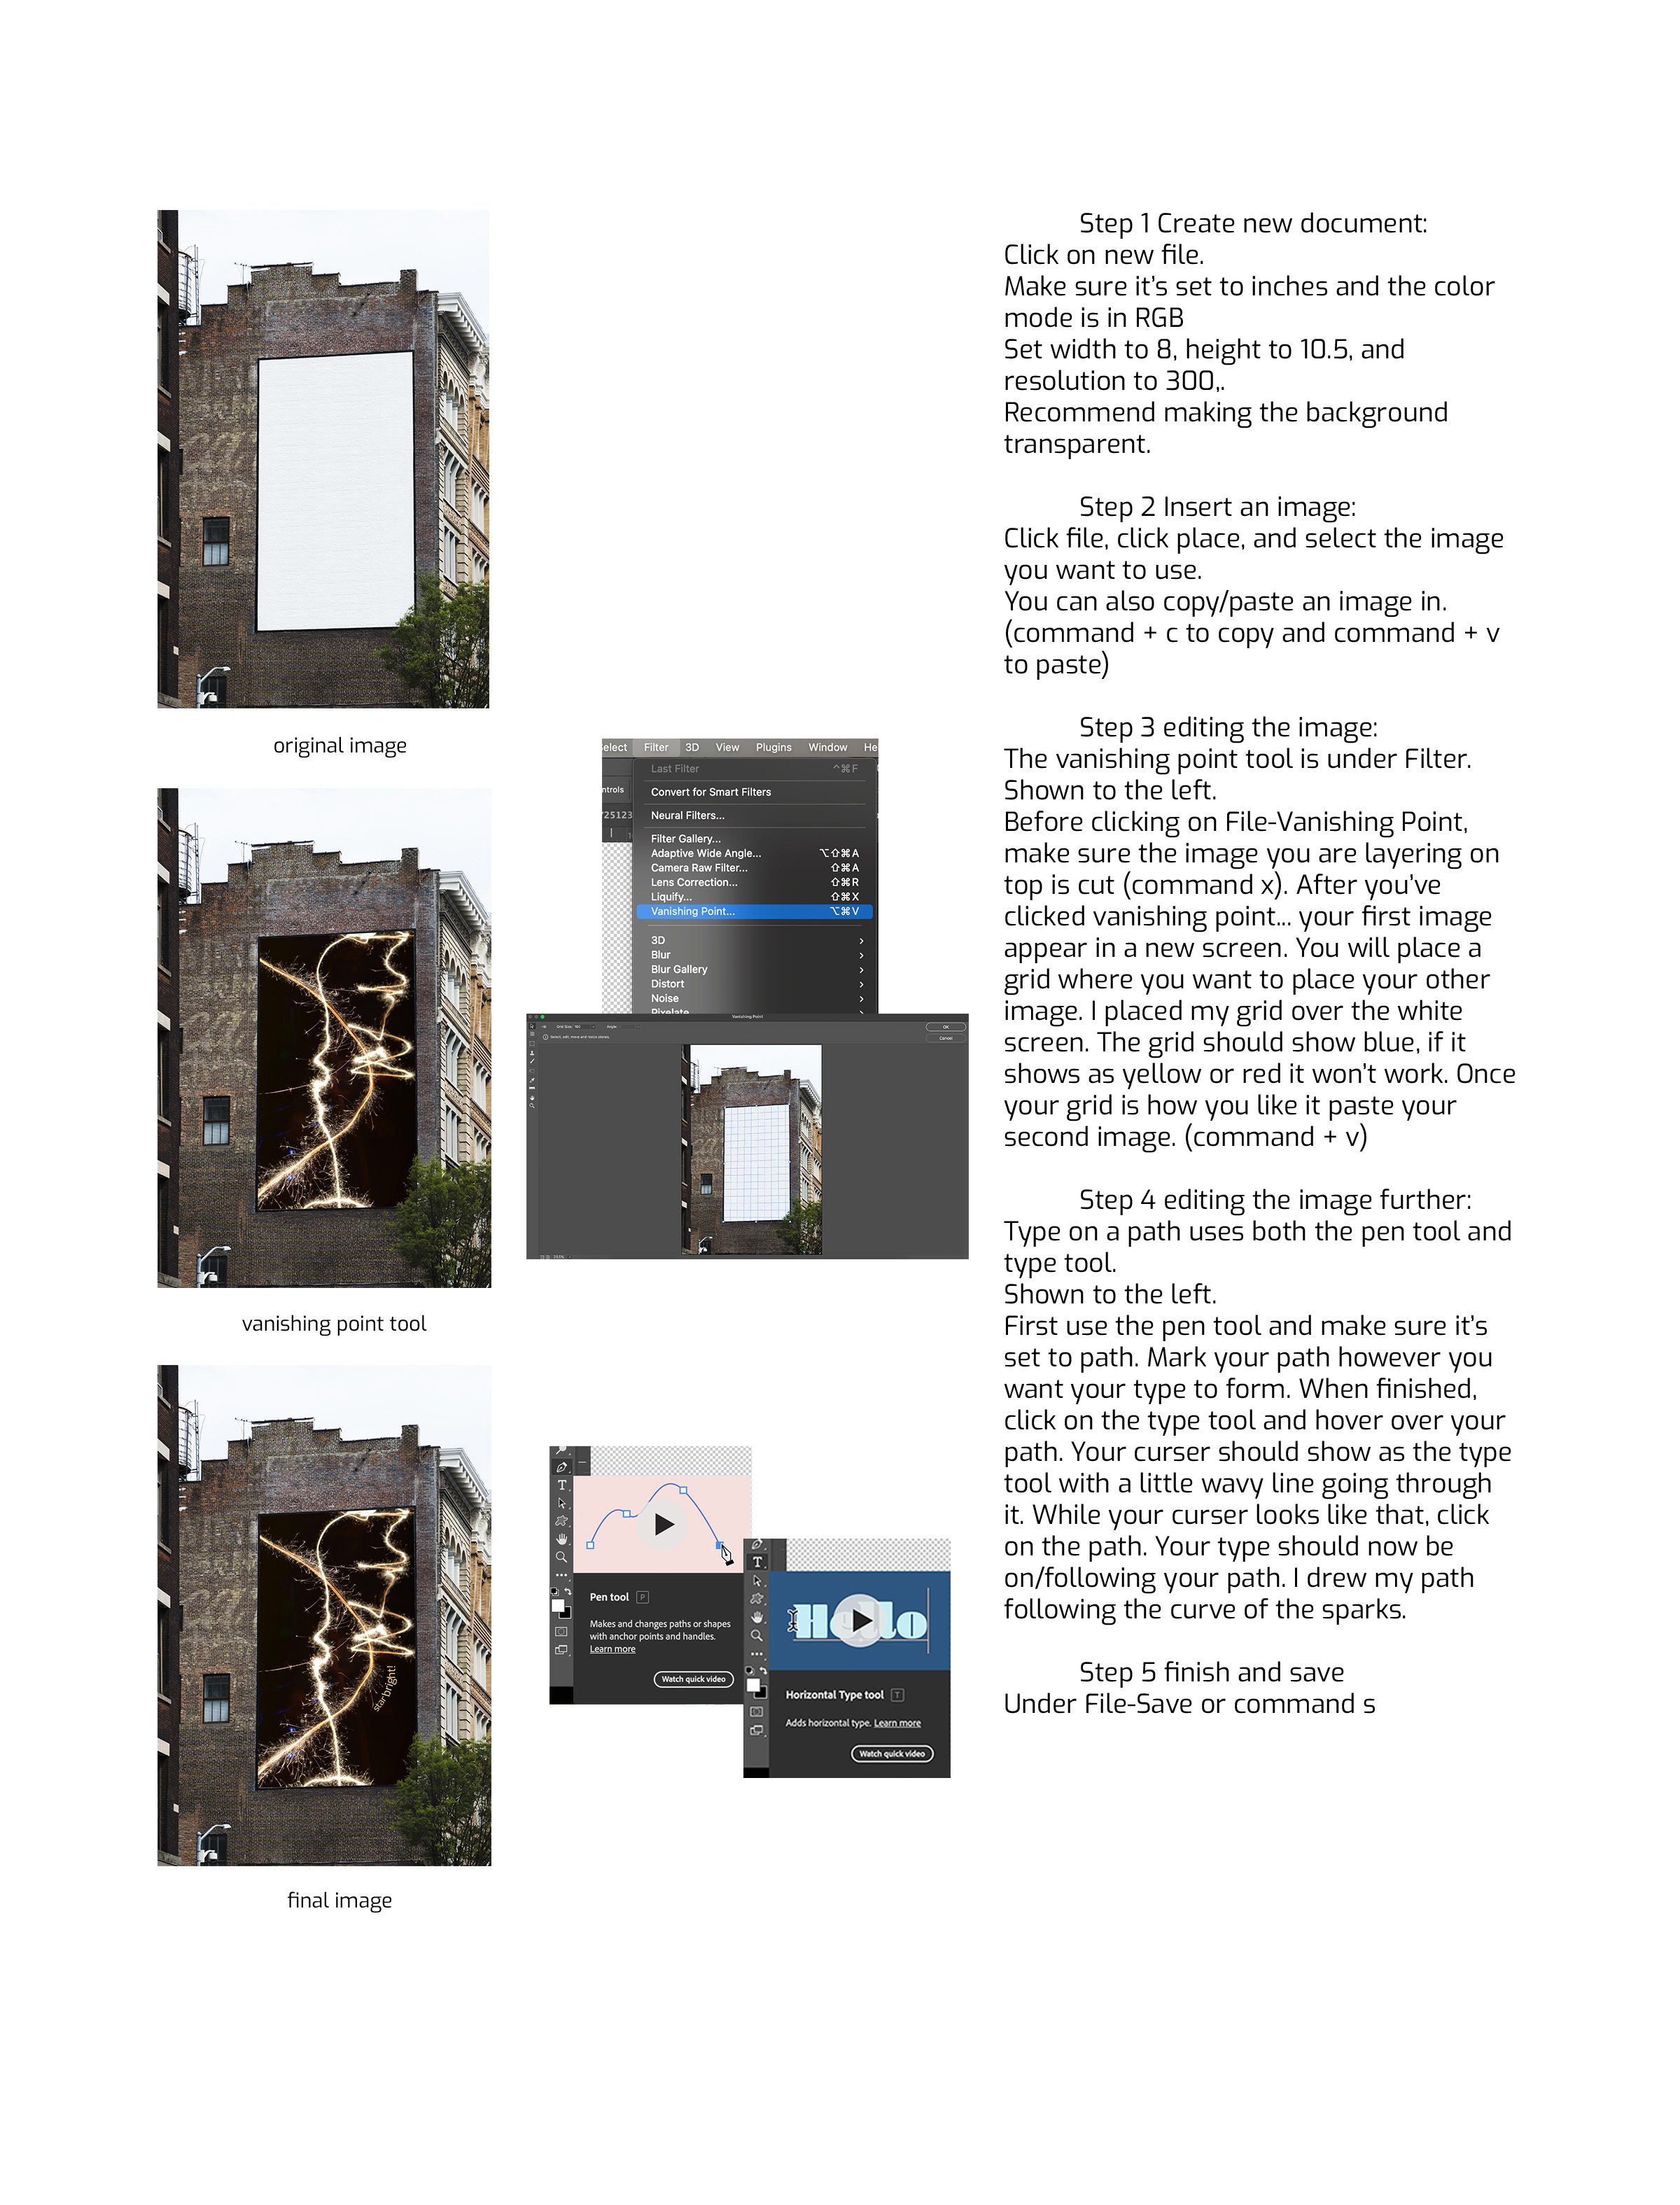 original image
vanishing point tool
starbright!
final image
elect Filter 3D View Plugins Window He
Last Filter ^⌘F
ntrols
Convert for Smart Filters
725123
Neural Filters...
Filter Gallery...
Adaptive Wide Angle... ⌥⇧⌘A
Camera Raw Filter... ⇧⌘A
Lens Correction... ⇧⌘R
Liquify... ⇧⌘X
Vanishing Point... ⌥⌘V
3D
Blur
Blur Gallery
Distort
Noise
Pixelate
Vanishing Point
Grid Size: Angle:
OK
Select, edit, move and resize planes.
Cancel
Pen tool P
Makes and changes paths or shapes
with anchor points and handles.
Learn more
Watch quick video
Hello
Horizontal Type tool T
Adds horizontal type. Learn more
Watch quick video
Step 1 Create new document:
Click on new file.
Make sure it's set to inches and the color
mode is in RGB
Set width to 8, height to 10.5, and
resolution to 300,.
Recommend making the background
transparent.
Step 2 Insert an image:
Click file, click place, and select the image
you want to use.
You can also copy/paste an image in.
(command + c to copy and command + v
to paste)
Step 3 editing the image:
The vanishing point tool is under Filter.
Shown to the left.
Before clicking on File-Vanishing Point,
make sure the image you are layering on
top is cut (command x). After you've
clicked vanishing point... your first image
appear in a new screen. You will place a
grid where you want to place your other
image. I placed my grid over the white
screen. The grid should show blue, if it
shows as yellow or red it won't work. Once
your grid is how you like it paste your
second image. (command + v)
Step 4 editing the image further:
Type on a path uses both the pen tool and
type tool.
Shown to the left.
First use the pen tool and make sure it's
set to path. Mark your path however you
want your type to form. When finished,
click on the type tool and hover over your
path. Your curser should show as the type
tool with a little wavy line going through
it. While your curser looks like that, click
on the path. Your type should now be
on/following your path. I drew my path
following the curve of the sparks.
Step 5 finish and save
Under File-Save or command s